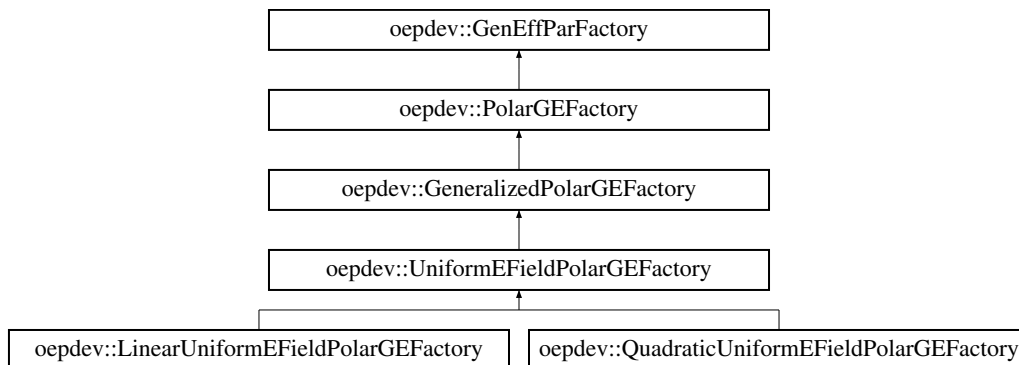 oepdev::GenEffParFactory
oepdev::PolarGEFactory
oepdev::GeneralizedPolarGEFactory
oepdev::UniformEFieldPolarGEFactory
oepdev::LinearUniformEFieldPolarGEFactory
oepdev::QuadraticUniformEFieldPolarGEFactory